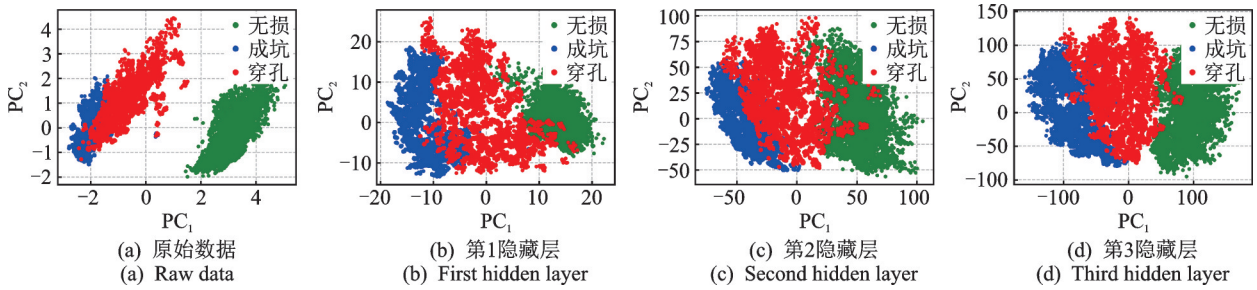 无损
成坑
穿孔
4
3
2
1
0
−1
−2
PC₂
−2 0 2 4
PC₁
(a) 原始数据
(a) Raw data
无损
成坑
穿孔
20
10
0
−10
PC₂
−20 −10 0 10 20
PC₁
(b) 第1隐藏层
(b) First hidden layer
无损
成坑
穿孔
100
75
50
25
0
−25
−50
PC₂
−50 0 50 100
PC₁
(c) 第2隐藏层
(c) Second hidden layer
无损
成坑
穿孔
150
100
50
0
−50
−100
PC₂
−100 0 100
PC₁
(d) 第3隐藏层
(d) Third hidden layer